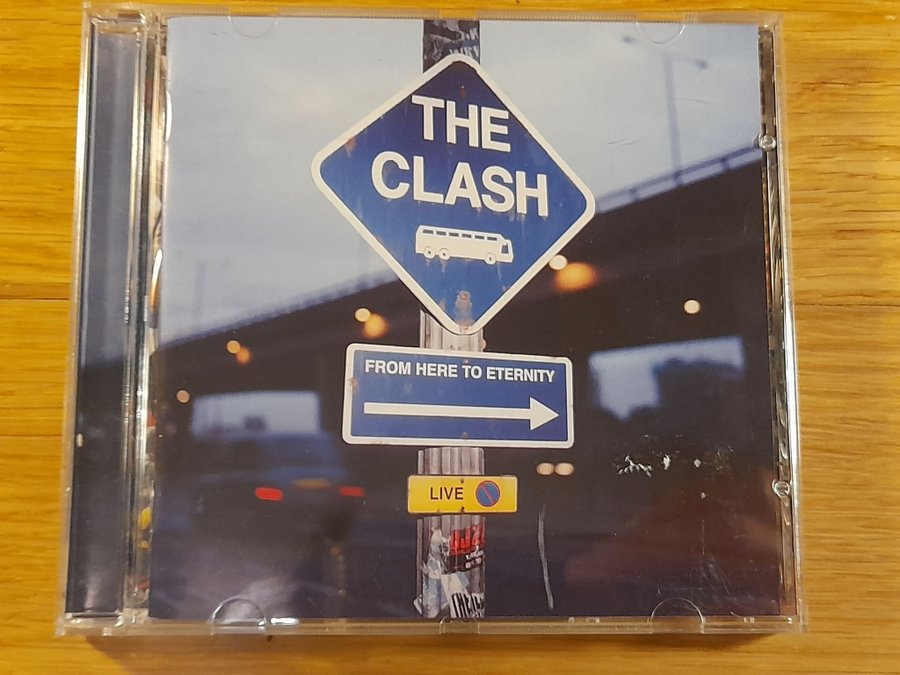 THE
CLASH
FROM HERE TO ETERNITY
LIVE